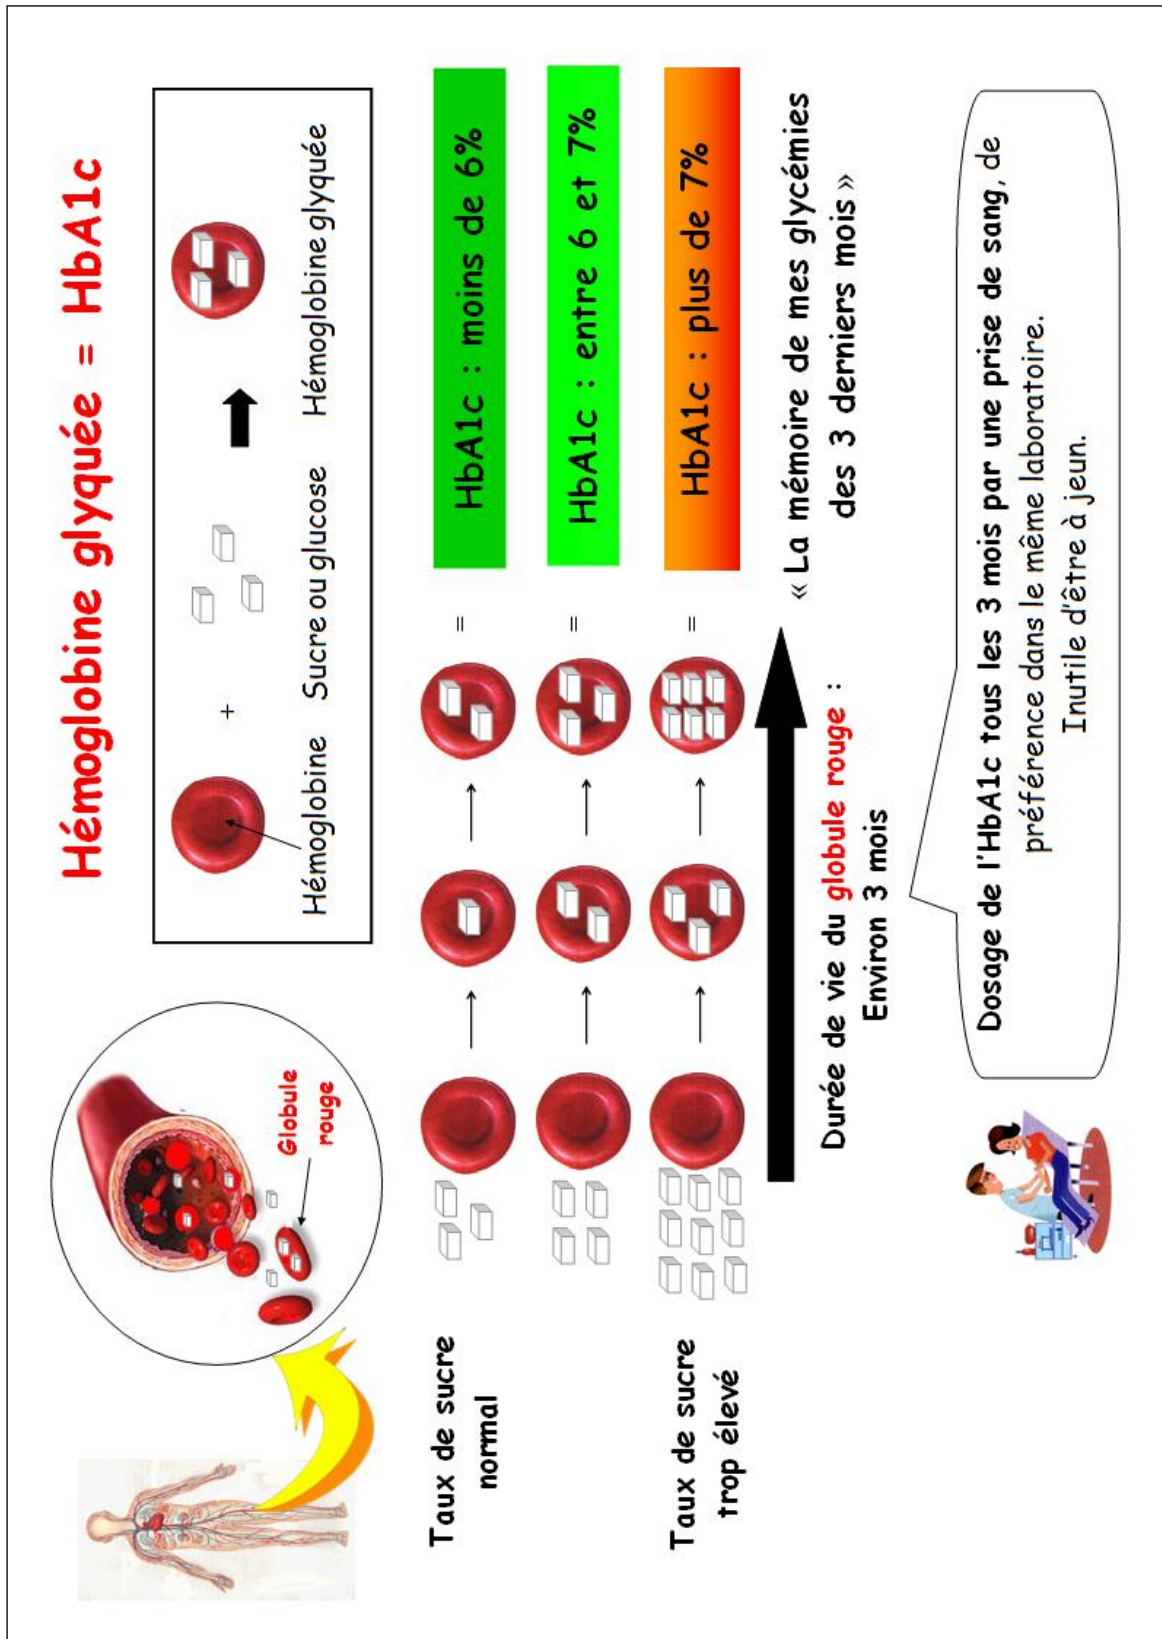 Hémoglobine glyquée = HbA1c
Globule
rouge
+
Hémoglobine
Sucre ou glucose
Hémoglobine glyquée
Taux de sucre
normal
=
HbA1c : moins de 6%
=
HbA1c : entre 6 et 7%
Taux de sucre
trop élevé
=
HbA1c : plus de 7%
Durée de vie du globule rouge :
Environ 3 mois
« La mémoire de mes glycémies
des 3 derniers mois »
Dosage de l'HbA1c tous les 3 mois par une prise de sang, de
préférence dans le même laboratoire.
Inutile d'être à jeun.